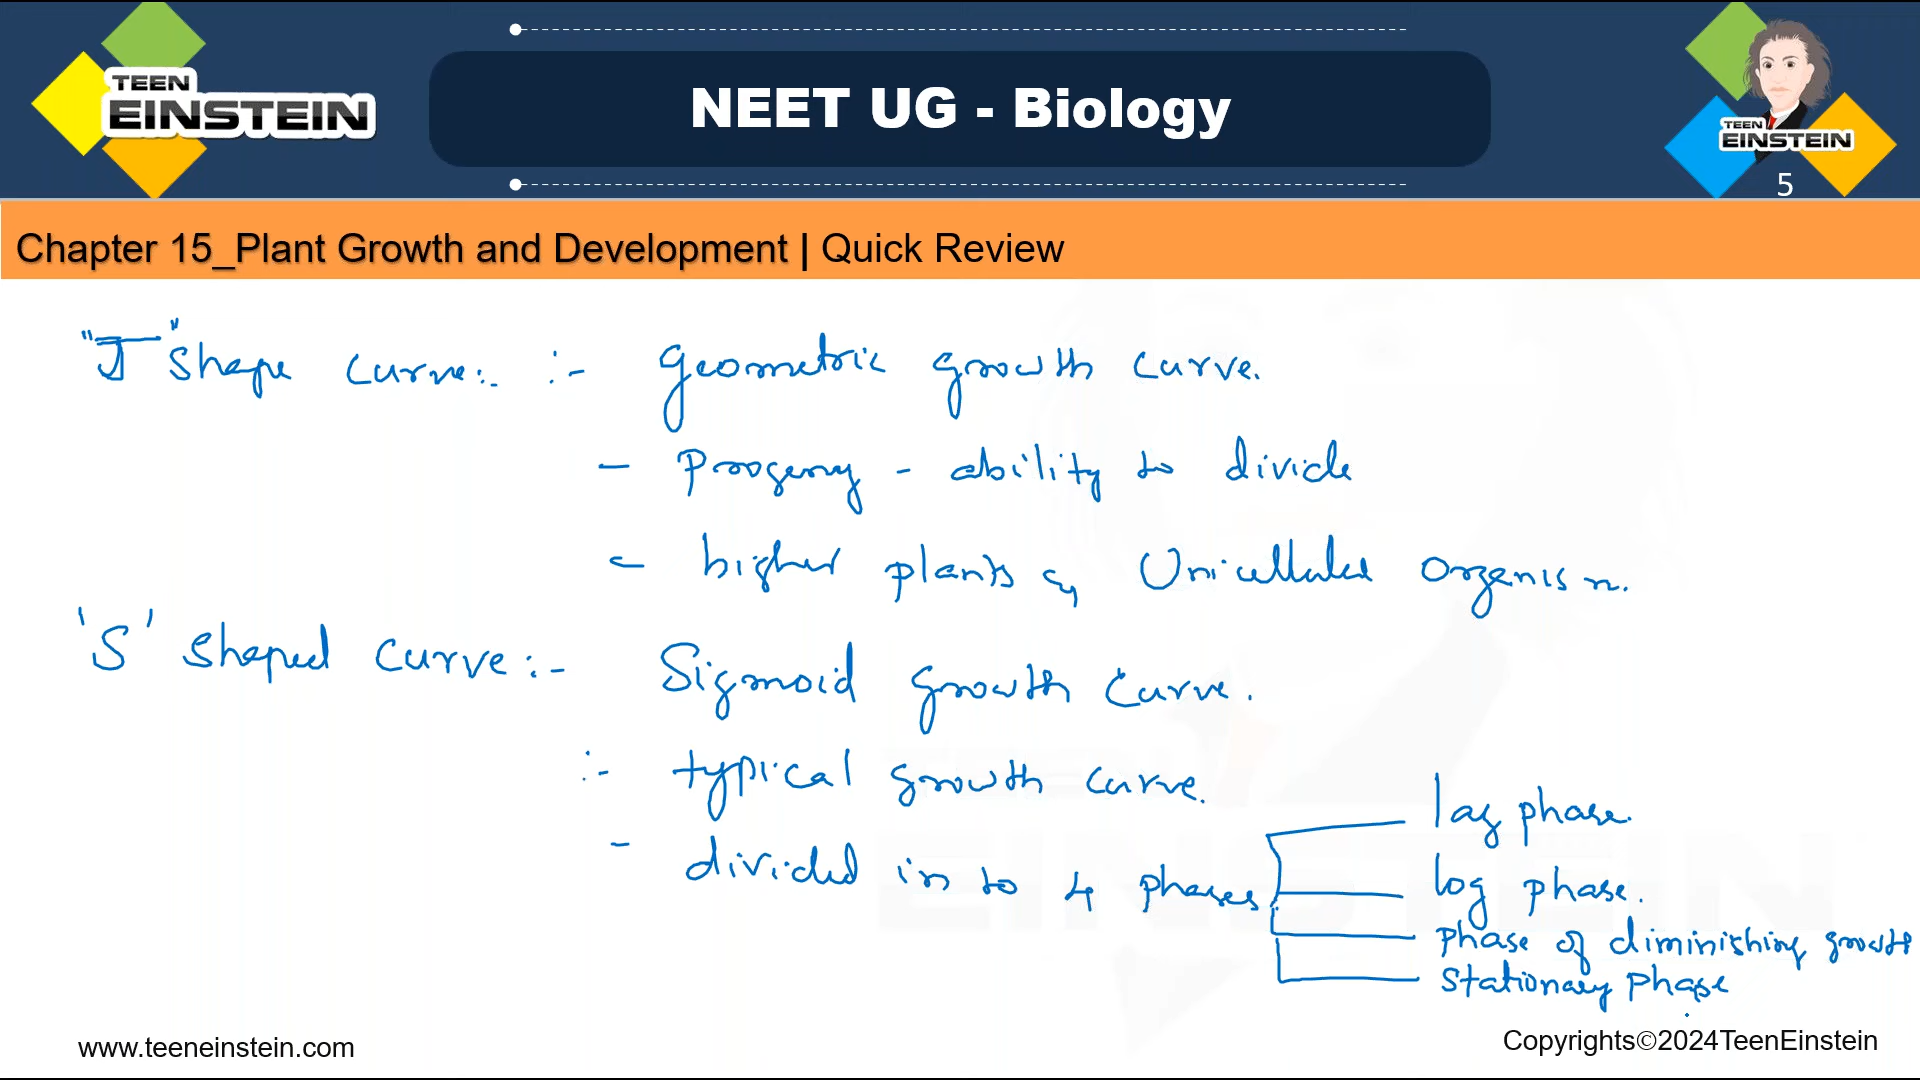 TEEN
EINSTEIN
NEET UG - Biology
TEEN
EINSTEIN
5
Chapter 15_Plant Growth and Development | Quick Review
"J" shape curve:. :- Geometric growth curve.
- Progeny - ability to divide
- higher plants & Unicellular organism.
'S' shaped curve :- Sigmoid growth curve.
:- typical growth curve.
- divided in to 4 phases
lag phase.
log phase.
phase of diminishing growth
stationary phase
www.teeneinstein.com
Copyrights©2024TeenEinstein